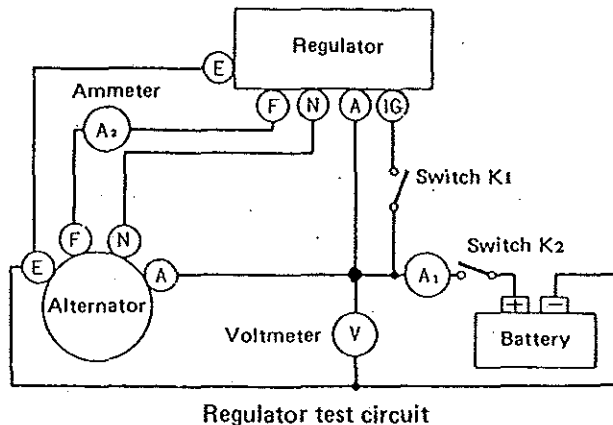 Regulator
E
Ammeter
F
N
A
IG
A₂
Switch K1
F
N
E
A
Switch K2
A₁
+
−
Alternator
Voltmeter
V
Battery
Regulator test circuit